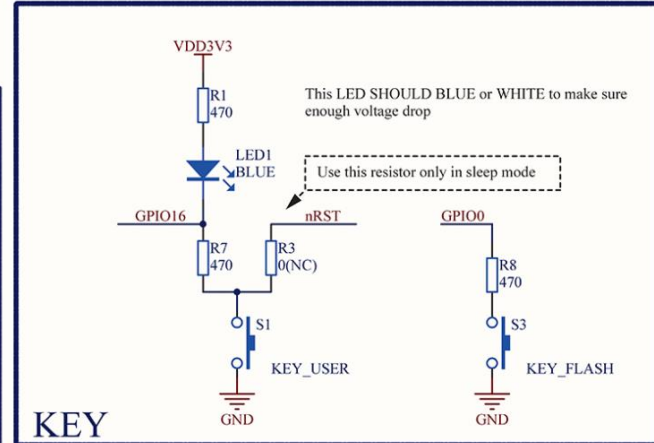 VDD3V3
R1
470
This LED SHOULD BLUE or WHITE to make sure
enough voltage drop
LED1
BLUE
Use this resistor only in sleep mode
GPIO16
nRST
GPIO0
R7
470
R3
0(NC)
R8
470
S1
KEY_USER
S3
KEY_FLASH
GND
GND
KEY